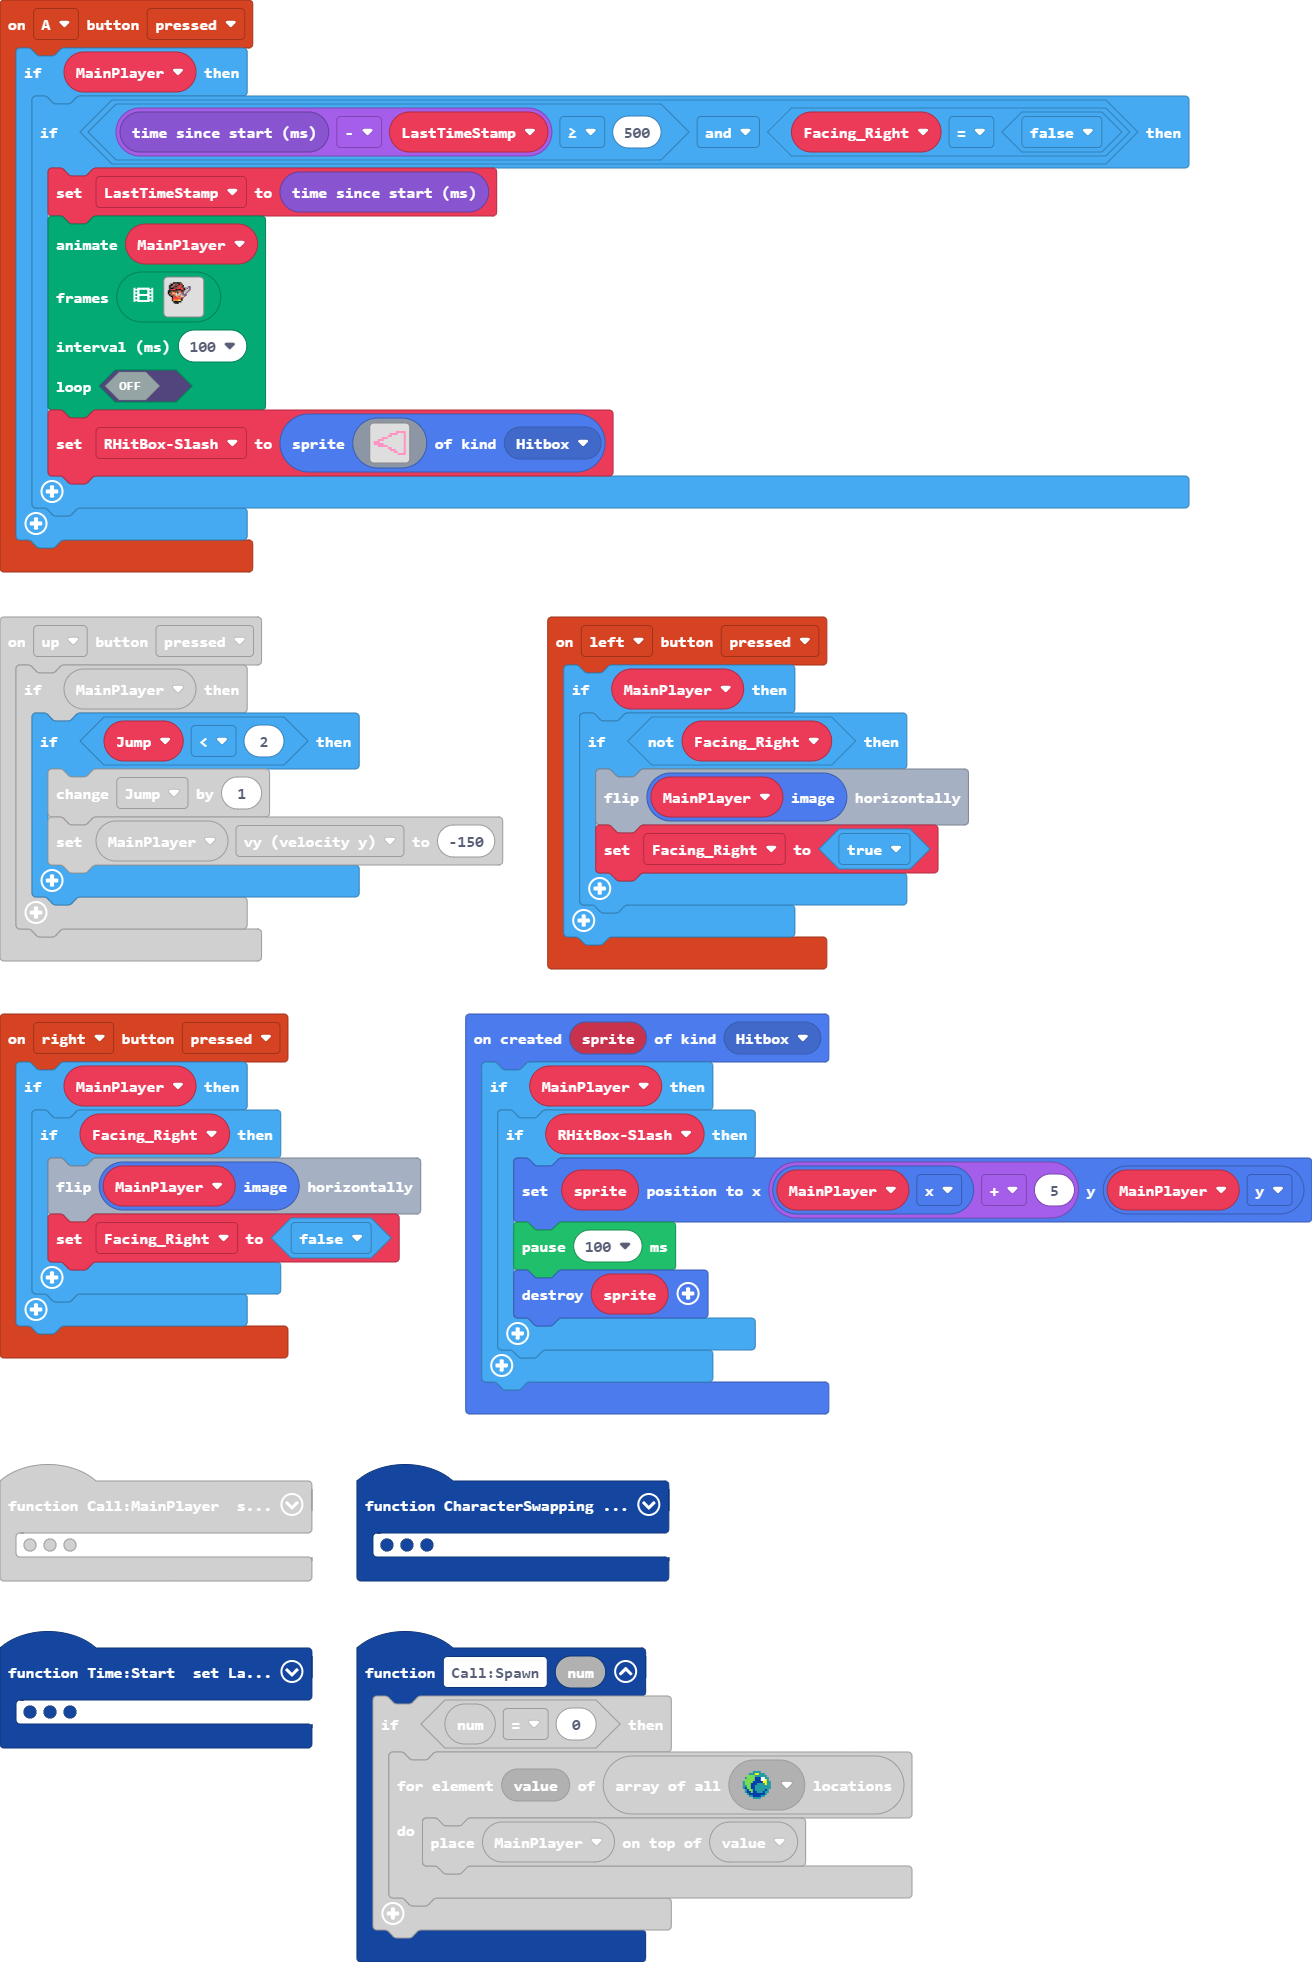 on A button pressed
if MainPlayer then
if time since start (ms) - LastTimeStamp ≥ 500 and Facing_Right = false then
set LastTimeStamp to time since start (ms)
animate MainPlayer
frames
interval (ms) 100
loop OFF
set RHitBox-Slash to sprite of kind Hitbox
on up button pressed
if MainPlayer then
if Jump < 2 then
change Jump by 1
set MainPlayer vy (velocity y) to -150
on left button pressed
if MainPlayer then
if not Facing_Right then
flip MainPlayer image horizontally
set Facing_Right to true
on right button pressed
if MainPlayer then
if Facing_Right then
flip MainPlayer image horizontally
set Facing_Right to false
on created sprite of kind Hitbox
if MainPlayer then
if RHitBox-Slash then
set sprite position to x MainPlayer x + 5 y MainPlayer y
pause 100 ms
destroy sprite
function Call:MainPlayer s...
function CharacterSwapping ...
function Time:Start set La...
function Call:Spawn num
if num = 0 then
for element value of array of all locations
do
place MainPlayer on top of value